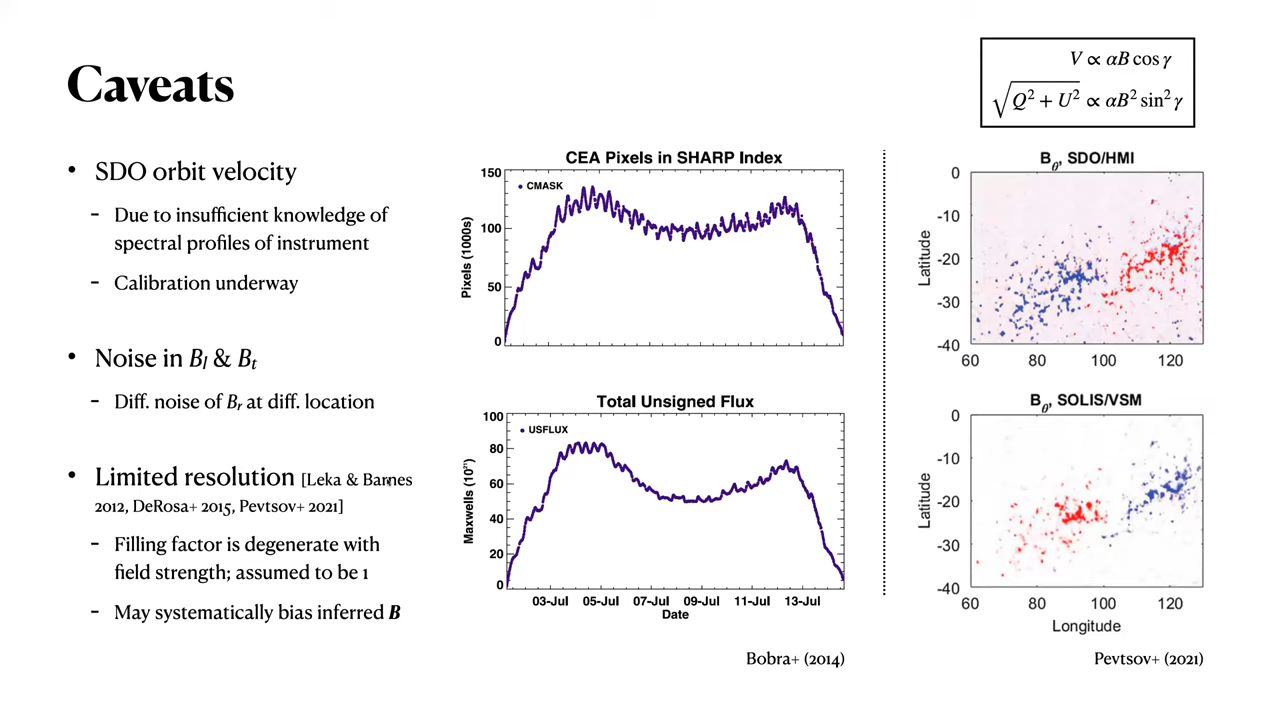 Caveats
• SDO orbit velocity
- Due to insufficient knowledge of
spectral profiles of instrument
- Calibration underway
• Noise in Bl & Bt
- Diff. noise of Br at diff. location
• Limited resolution [Leka & Barnes
2012, DeRosa+ 2015, Pevtsov+ 2021]
- Filling factor is degenerate with
field strength; assumed to be 1
- May systematically bias inferred B
CEA Pixels in SHARP Index
CMASK
Pixels (1000s)
150
100
50
0
Total Unsigned Flux
USFLUX
Maxwells (10²¹)
100
80
60
40
20
0
03-Jul 05-Jul 07-Jul 09-Jul 11-Jul 13-Jul
Date
Bobra+ (2014)
V ∝ αB cos γ
√(Q² + U²) ∝ αB² sin² γ
Bθ, SDO/HMI
Latitude
0
-10
-20
-30
-40
60 80 100 120
Bθ, SOLIS/VSM
Latitude
0
-10
-20
-30
-40
60 80 100 120
Longitude
Pevtsov+ (2021)